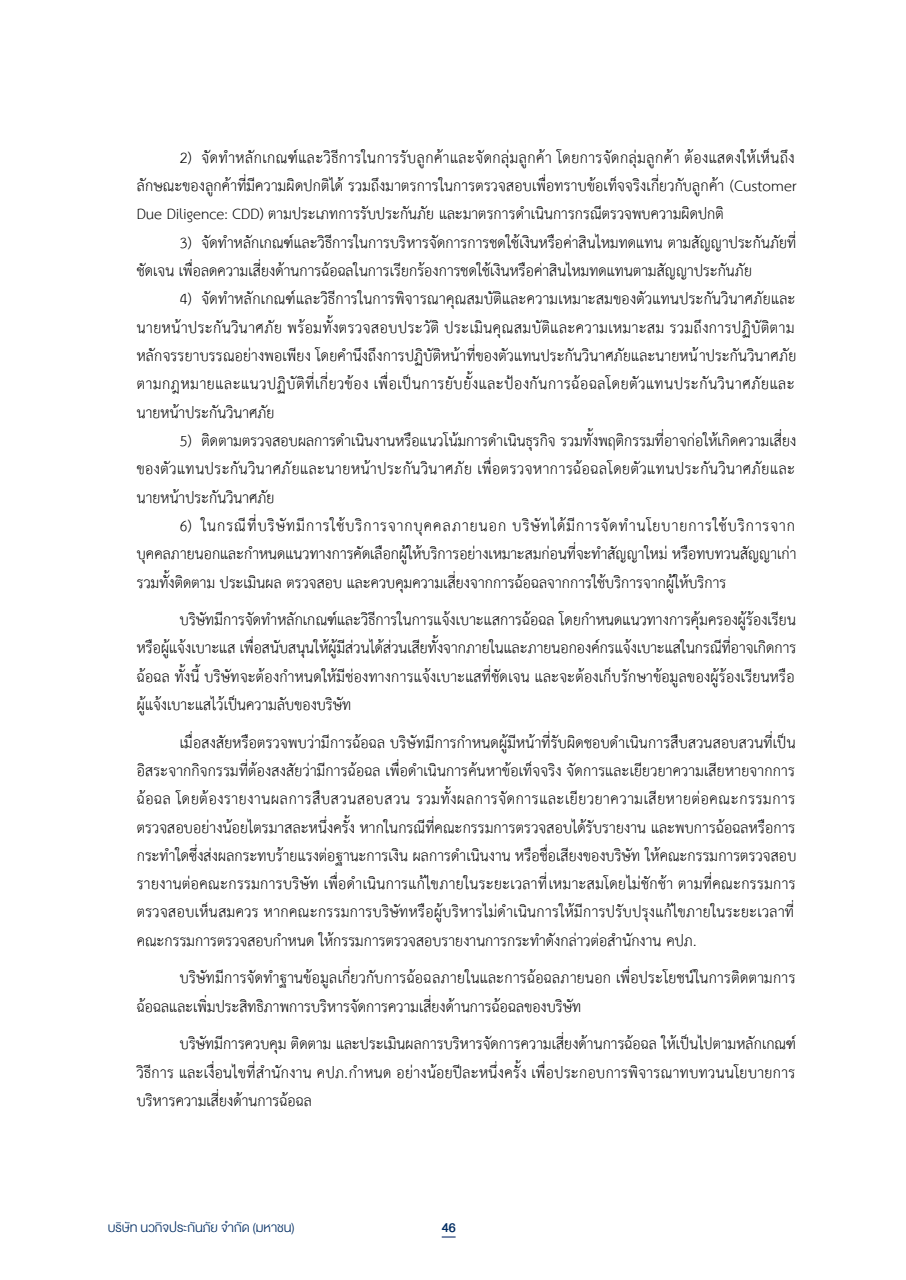 2) จัดทำหลักเกณฑ์และวิธีการในการรับลูกค้าและจัดกลุ่มลูกค้า โดยการจัดกลุ่มลูกค้า ต้องแสดงให้เห็นถึง
ลักษณะของลูกค้าที่มีความผิดปกติได้ รวมถึงมาตรการในการตรวจสอบเพื่อทราบข้อเท็จจริงเกี่ยวกับลูกค้า (Customer
Due Diligence: CDD) ตามประเภทการรับประกันภัย และมาตรการดำเนินการกรณีตรวจพบความผิดปกติ
3) จัดทำหลักเกณฑ์และวิธีการในการบริหารจัดการการชดใช้เงินหรือค่าสินไหมทดแทน ตามสัญญาประกันภัยที่
ชัดเจน เพื่อลดความเสี่ยงด้านการฉ้อฉลในการเรียกร้องการชดใช้เงินหรือค่าสินไหมทดแทนตามสัญญาประกันภัย
4) จัดทำหลักเกณฑ์และวิธีการในการพิจารณาคุณสมบัติและความเหมาะสมของตัวแทนประกันวินาศภัยและ
นายหน้าประกันวินาศภัย พร้อมทั้งตรวจสอบประวัติ ประเมินคุณสมบัติและความเหมาะสม รวมถึงการปฏิบัติตาม
หลักจรรยาบรรณอย่างพอเพียง โดยคำนึงถึงการปฏิบัติหน้าที่ของตัวแทนประกันวินาศภัยและนายหน้าประกันวินาศภัย
ตามกฎหมายและแนวปฏิบัติที่เกี่ยวข้อง เพื่อเป็นการยับยั้งและป้องกันการฉ้อฉลโดยตัวแทนประกันวินาศภัยและ
นายหน้าประกันวินาศภัย
5) ติดตามตรวจสอบผลการดำเนินงานหรือแนวโน้มการดำเนินธุรกิจ รวมทั้งพฤติกรรมที่อาจก่อให้เกิดความเสี่ยง
ของตัวแทนประกันวินาศภัยและนายหน้าประกันวินาศภัย เพื่อตรวจหาการฉ้อฉลโดยตัวแทนประกันวินาศภัยและ
นายหน้าประกันวินาศภัย
6) ในกรณีที่บริษัทมีการใช้บริการจากบุคคลภายนอก บริษัทได้มีการจัดทำนโยบายการใช้บริการจาก
บุคคลภายนอกและกำหนดแนวทางการคัดเลือกผู้ให้บริการอย่างเหมาะสมก่อนที่จะทำสัญญาใหม่ หรือทบทวนสัญญาเก่า
รวมทั้งติดตาม ประเมินผล ตรวจสอบ และควบคุมความเสี่ยงจากการฉ้อฉลจากการใช้บริการจากผู้ให้บริการ
บริษัทมีการจัดทำหลักเกณฑ์และวิธีการในการแจ้งเบาะแสการฉ้อฉล โดยกำหนดแนวทางการคุ้มครองผู้ร้องเรียน
หรือผู้แจ้งเบาะแส เพื่อสนับสนุนให้ผู้มีส่วนได้ส่วนเสียทั้งจากภายในและภายนอกองค์กรแจ้งเบาะแสในกรณีที่อาจเกิดการ
ฉ้อฉล ทั้งนี้ บริษัทจะต้องกำหนดให้มีช่องทางการแจ้งเบาะแสที่ชัดเจน และจะต้องเก็บรักษาข้อมูลของผู้ร้องเรียนหรือ
ผู้แจ้งเบาะแสไว้เป็นความลับของบริษัท
เมื่อสงสัยหรือตรวจพบว่ามีการฉ้อฉล บริษัทมีการกำหนดผู้มีหน้าที่รับผิดชอบดำเนินการสืบสวนสอบสวนที่เป็น
อิสระจากกิจกรรมที่ต้องสงสัยว่ามีการฉ้อฉล เพื่อดำเนินการค้นหาข้อเท็จจริง จัดการและเยียวยาความเสียหายจากการ
ฉ้อฉล โดยต้องรายงานผลการสืบสวนสอบสวน รวมทั้งผลการจัดการและเยียวยาความเสียหายต่อคณะกรรมการ
ตรวจสอบอย่างน้อยไตรมาสละหนึ่งครั้ง หากในกรณีที่คณะกรรมการตรวจสอบได้รับรายงาน และพบการฉ้อฉลหรือการ
กระทำใดซึ่งส่งผลกระทบร้ายแรงต่อฐานะการเงิน ผลการดำเนินงาน หรือชื่อเสียงของบริษัท ให้คณะกรรมการตรวจสอบ
รายงานต่อคณะกรรมการบริษัท เพื่อดำเนินการแก้ไขภายในระยะเวลาที่เหมาะสมโดยไม่ชักช้า ตามที่คณะกรรมการ
ตรวจสอบเห็นสมควร หากคณะกรรมการบริษัทหรือผู้บริหารไม่ดำเนินการให้มีการปรับปรุงแก้ไขภายในระยะเวลาที่
คณะกรรมการตรวจสอบกำหนด ให้กรรมการตรวจสอบรายงานการกระทำดังกล่าวต่อสำนักงาน คปภ.
บริษัทมีการจัดทำฐานข้อมูลเกี่ยวกับการฉ้อฉลภายในและการฉ้อฉลภายนอก เพื่อประโยชน์ในการติดตามการ
ฉ้อฉลและเพิ่มประสิทธิภาพการบริหารจัดการความเสี่ยงด้านการฉ้อฉลของบริษัท
บริษัทมีการควบคุม ติดตาม และประเมินผลการบริหารจัดการความเสี่ยงด้านการฉ้อฉล ให้เป็นไปตามหลักเกณฑ์
วิธีการ และเงื่อนไขที่สำนักงาน คปภ.กำหนด อย่างน้อยปีละหนึ่งครั้ง เพื่อประกอบการพิจารณาทบทวนนโยบายการ
บริหารความเสี่ยงด้านการฉ้อฉล
บริษัท นวกิจประกันภัย จำกัด (มหาชน)
46